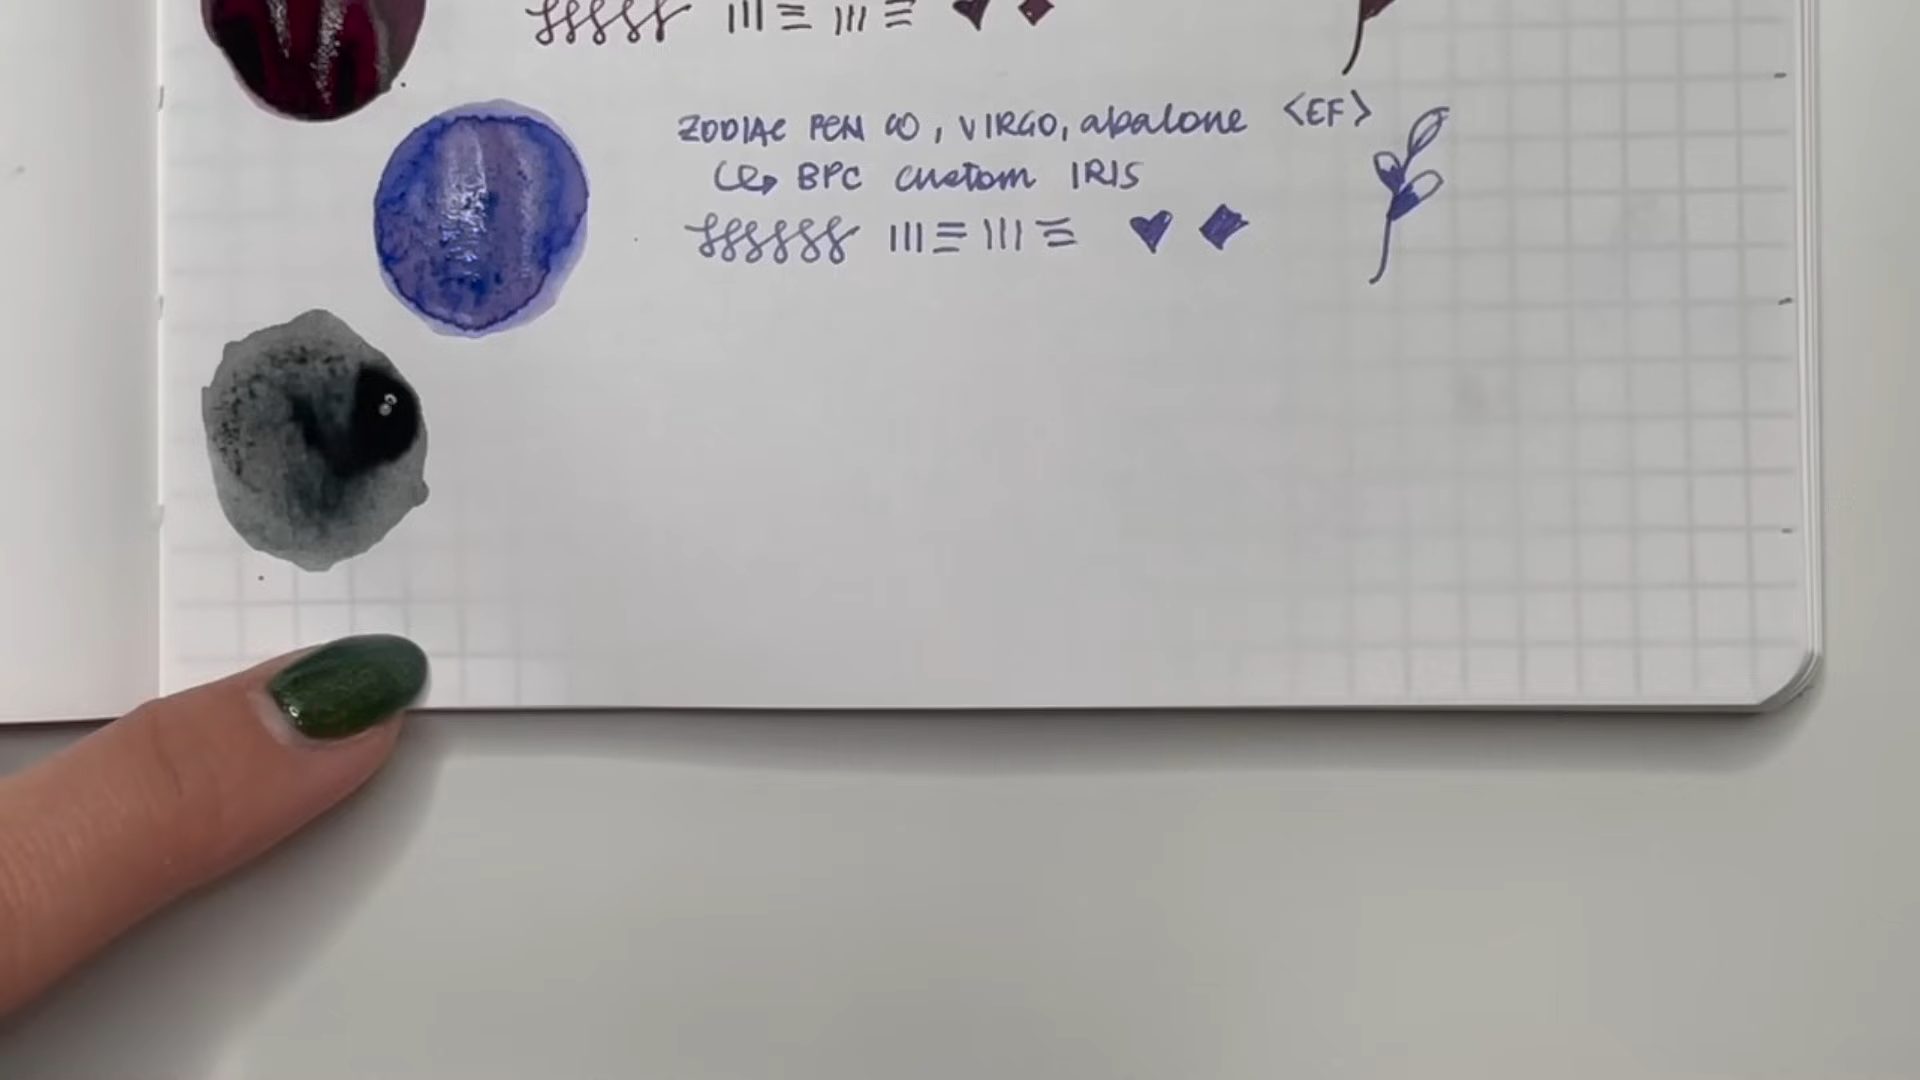 ZODIAC PEN CO, VIRGO, abalone <EF>
↳ BPC custom IRIS